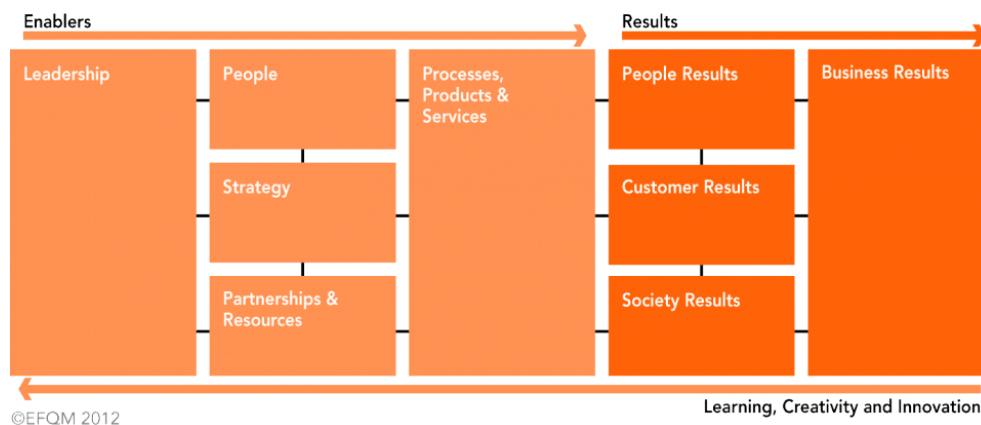 Enablers
Results
Leadership
People
Processes,
Products &
Services
People Results
Business Results
Strategy
Customer Results
Partnerships &
Resources
Society Results
Learning, Creativity and Innovation
©EFQM 2012